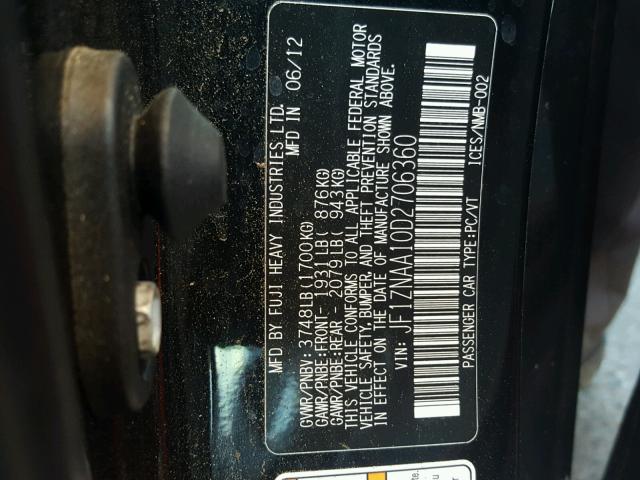 MFD BY FUJI HEAVY INDUSTRIES LTD.
MFD IN 06/12
GVWR/PNBV: 3748LB(1700KG)
GAWR/PNBE:FRONT- 1931LB( 876KG)
GAWR/PNBE:REAR - 2079LB( 943KG)
THIS VEHICLE CONFORMS TO ALL APPLICABLE FEDERAL MOTOR
VEHICLE SAFETY, BUMPER, AND THEFT PREVENTION STANDARDS
IN EFFECT ON THE DATE OF MANUFACTURE SHOWN ABOVE.
VIN: JF1ZNAA10D2706360
PASSENGER CAR TYPE:PC/VT
ICES/NMB-002